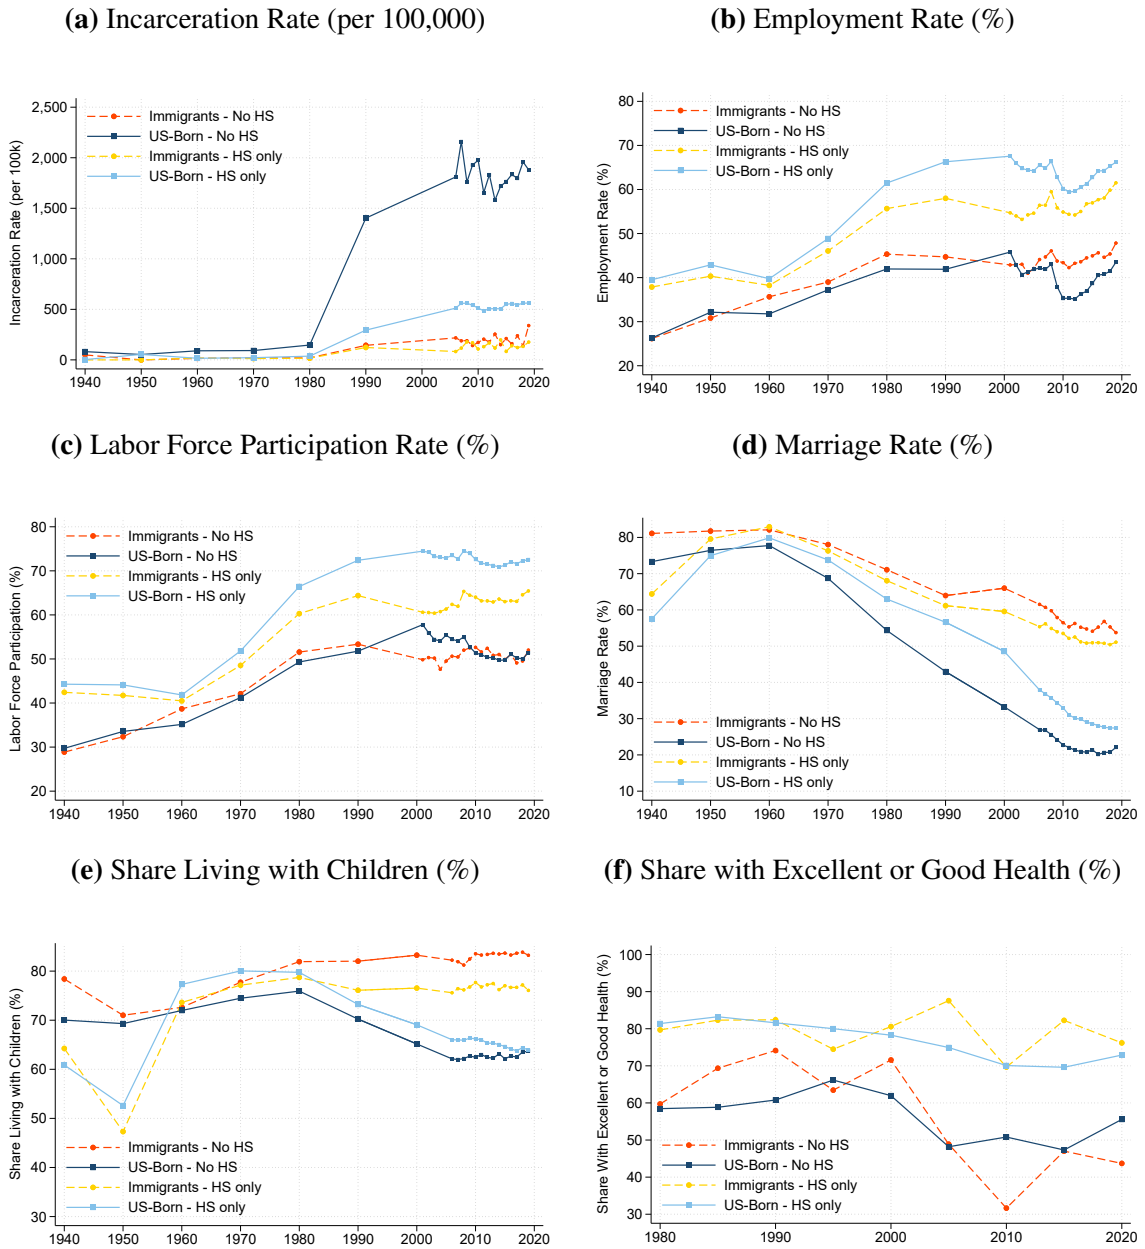 (a) Incarceration Rate (per 100,000)
Incarceration Rate (per 100k)
2,500
2,000
1,500
1,000
500
0
Immigrants - No HS
US-Born - No HS
Immigrants - HS only
US-Born - HS only
1940 1950 1960 1970 1980 1990 2000 2010 2020
(b) Employment Rate (%)
Employment Rate (%)
80
70
60
50
40
30
20
Immigrants - No HS
US-Born - No HS
Immigrants - HS only
US-Born - HS only
1940 1950 1960 1970 1980 1990 2000 2010 2020
(c) Labor Force Participation Rate (%)
Labor Force Participation (%)
80
70
60
50
40
30
20
Immigrants - No HS
US-Born - No HS
Immigrants - HS only
US-Born - HS only
1940 1950 1960 1970 1980 1990 2000 2010 2020
(d) Marriage Rate (%)
Marriage Rate (%)
80
70
60
50
40
30
20
10
Immigrants - No HS
US-Born - No HS
Immigrants - HS only
US-Born - HS only
1940 1950 1960 1970 1980 1990 2000 2010 2020
(e) Share Living with Children (%)
Share Living with Children (%)
80
70
60
50
40
30
Immigrants - No HS
US-Born - No HS
Immigrants - HS only
US-Born - HS only
1940 1950 1960 1970 1980 1990 2000 2010 2020
(f) Share with Excellent or Good Health (%)
Share With Excellent or Good Health (%)
100
90
80
70
60
50
40
30
Immigrants - No HS
US-Born - No HS
Immigrants - HS only
US-Born - HS only
1980 1990 2000 2010 2020